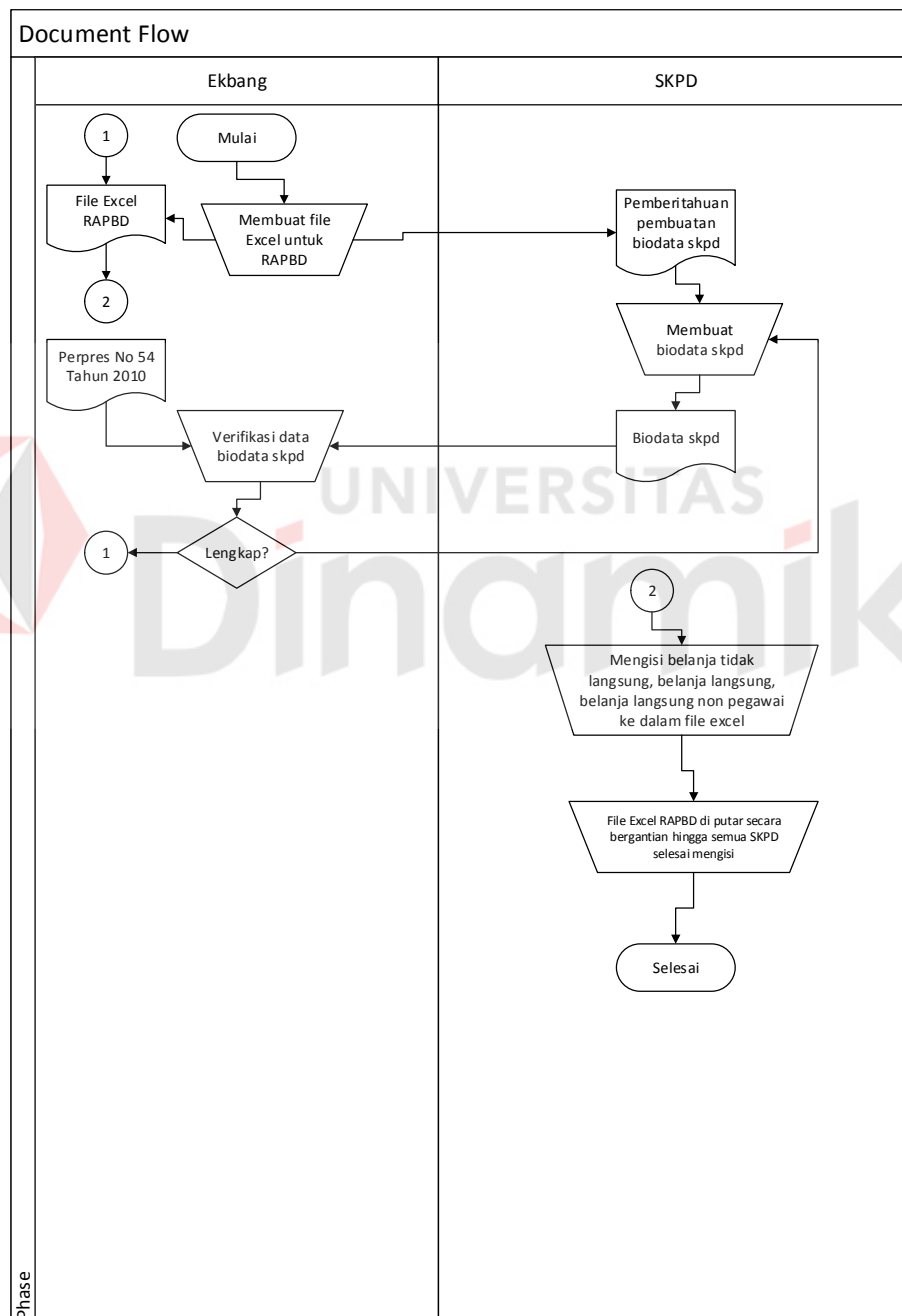 Document Flow
Ekbang
SKPD
1
Mulai
File Excel
RAPBD
Membuat file
Excel untuk
RAPBD
Pemberitahuan
pembuatan
biodata skpd
2
Membuat
biodata skpd
Perpres No 54
Tahun 2010
Verifikasi data
biodata skpd
Biodata skpd
UNIVERSITAS
Dinamik
1
Lengkap?
2
Mengisi belanja tidak
langsung, belanja langsung,
belanja langsung non pegawai
ke dalam file excel
File Excel RAPBD di putar secara
bergantian hingga semua SKPD
selesai mengisi
Selesai
Phase